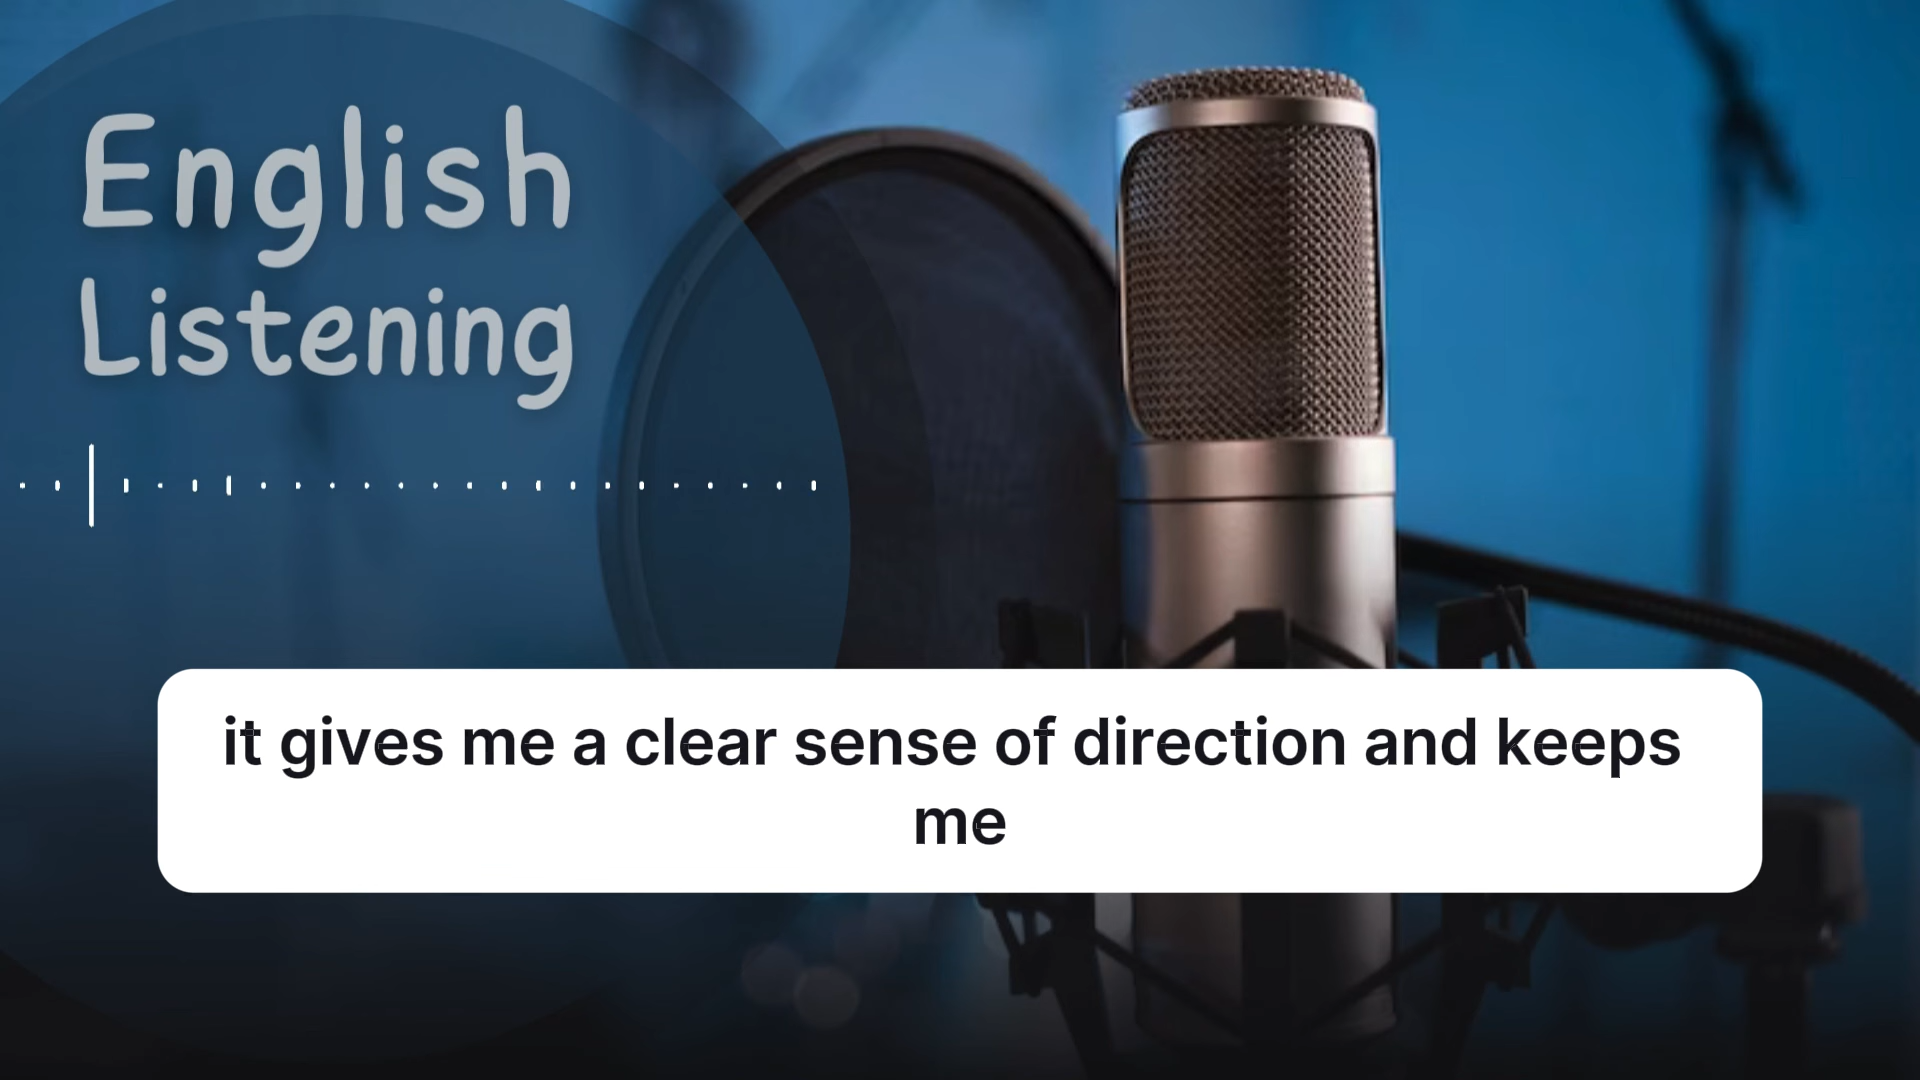 English
Listening
it gives me a clear sense of direction and keeps
me